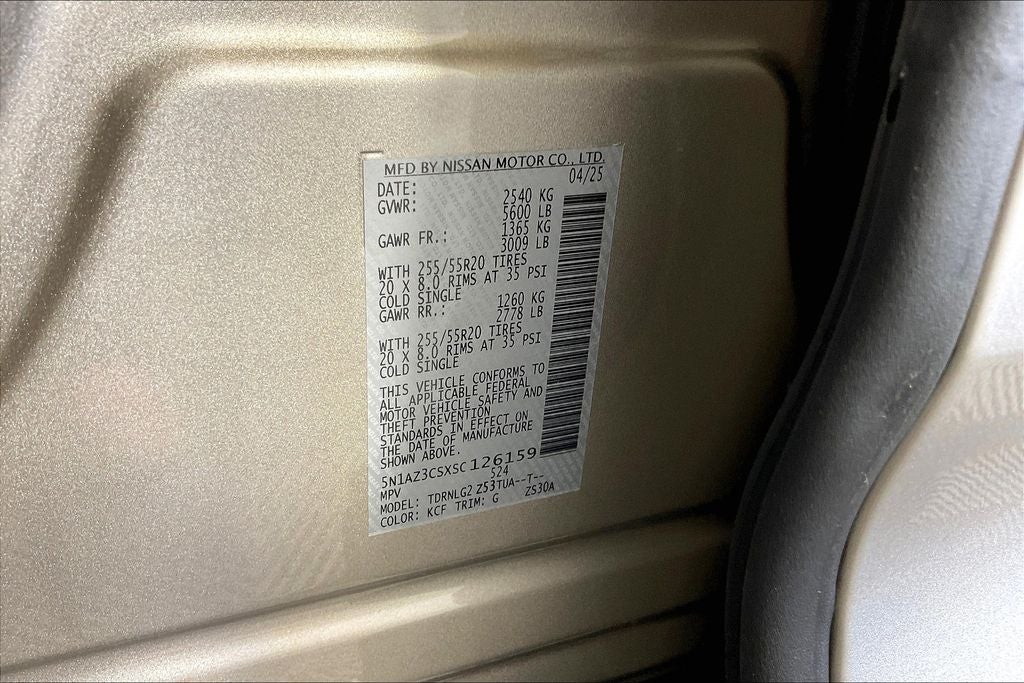 MFD BY NISSAN MOTOR CO., LTD.
DATE: 04/25
GVWR: 2540 KG
5600 LB
GAWR FR.: 1365 KG
3009 LB
WITH 255/55R20 TIRES
20 X 8.0 RIMS AT 35 PSI
COLD SINGLE
GAWR RR.: 1260 KG
2778 LB
WITH 255/55R20 TIRES
20 X 8.0 RIMS AT 35 PSI
COLD SINGLE
THIS VEHICLE CONFORMS TO
ALL APPLICABLE FEDERAL
MOTOR VEHICLE SAFETY AND
THEFT PREVENTION
STANDARDS IN EFFECT ON
THE DATE OF MANUFACTURE
SHOWN ABOVE.
5N1AZ3CSXSC126159
MPV 524
MODEL: TDRNLG2 Z53TUA--T--
COLOR: KCF TRIM: G ZS30A